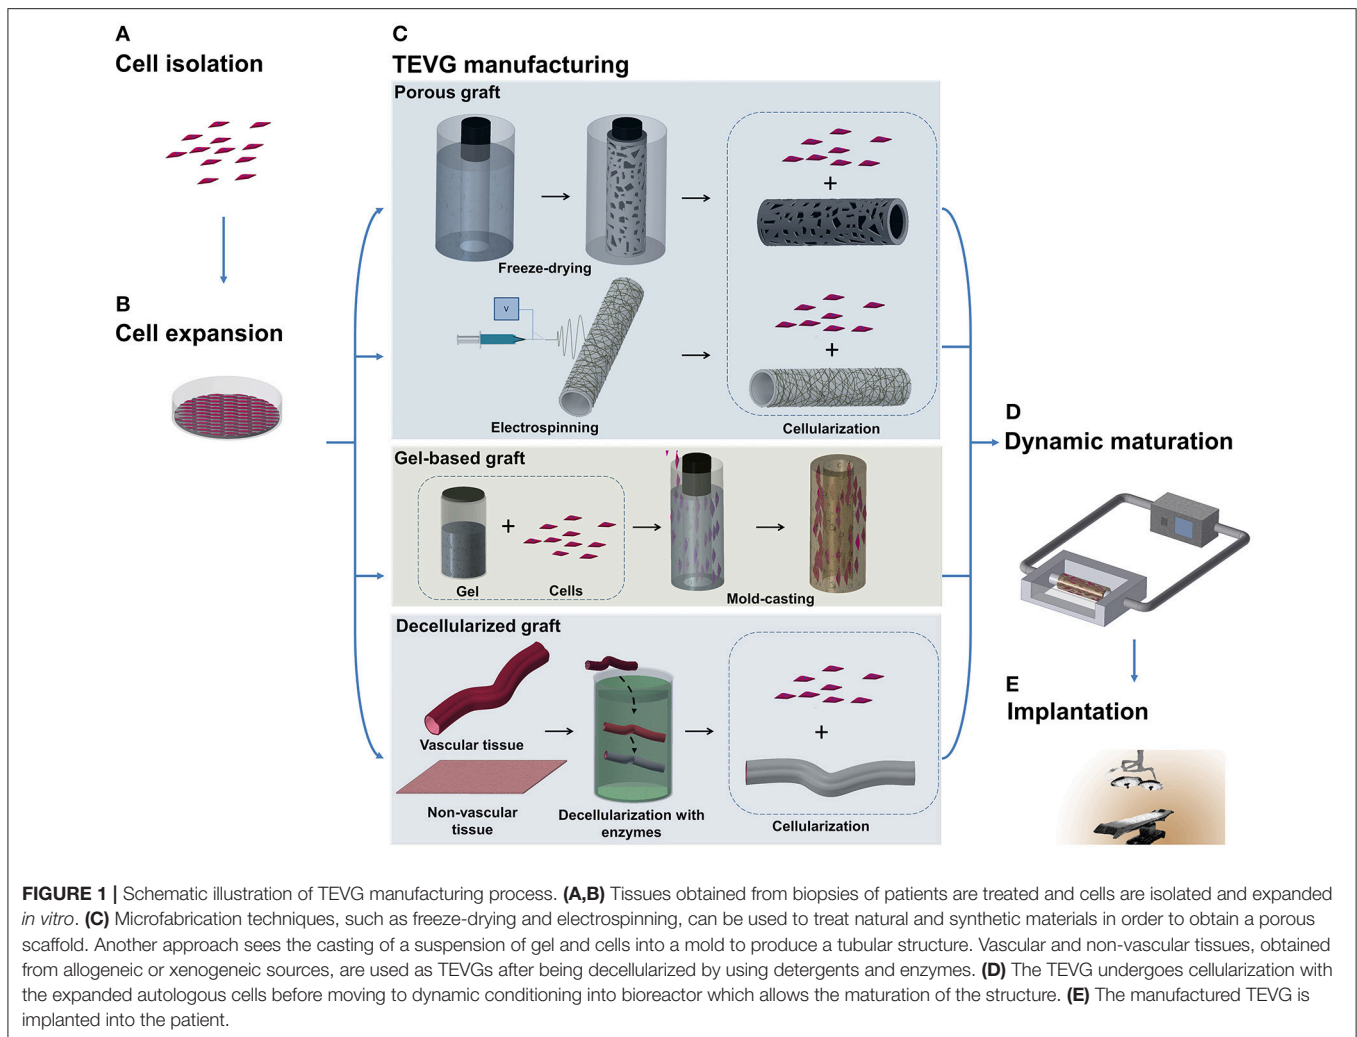 A
Cell isolation
B
Cell expansion
C
TEVG manufacturing
Porous graft
Freeze-drying
+
V
Electrospinning
+
Cellularization
Gel-based graft
+
Gel
Cells
Mold-casting
Decellularized graft
Vascular tissue
Non-vascular
tissue
Decellularization with
enzymes
+
Cellularization
D
Dynamic maturation
E
Implantation
FIGURE 1 | Schematic illustration of TEVG manufacturing process. (A,B) Tissues obtained from biopsies of patients are treated and cells are isolated and expanded
in vitro. (C) Microfabrication techniques, such as freeze-drying and electrospinning, can be used to treat natural and synthetic materials in order to obtain a porous
scaffold. Another approach sees the casting of a suspension of gel and cells into a mold to produce a tubular structure. Vascular and non-vascular tissues, obtained
from allogeneic or xenogeneic sources, are used as TEVGs after being decellularized by using detergents and enzymes. (D) The TEVG undergoes cellularization with
the expanded autologous cells before moving to dynamic conditioning into bioreactor which allows the maturation of the structure. (E) The manufactured TEVG is
implanted into the patient.